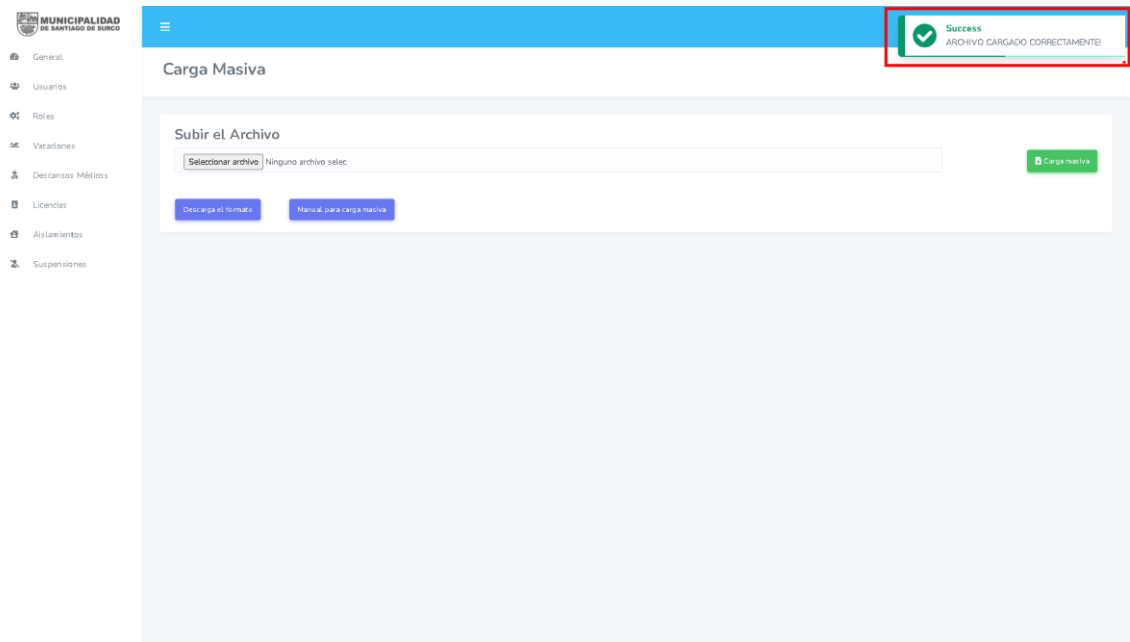 MUNICIPALIDAD
DE SANTIAGO DE SURCO
General
Usuarios
Roles
Vacaciones
Descansos Médicos
Licencias
Aislamientos
Suspensiones
Success
ARCHIVO CARGADO CORRECTAMENTE!
Carga Masiva
Subir el Archivo
Seleccionar archivo Ninguno archivo selec.
Carga masiva
Descarga el formato
Manual para carga masiva